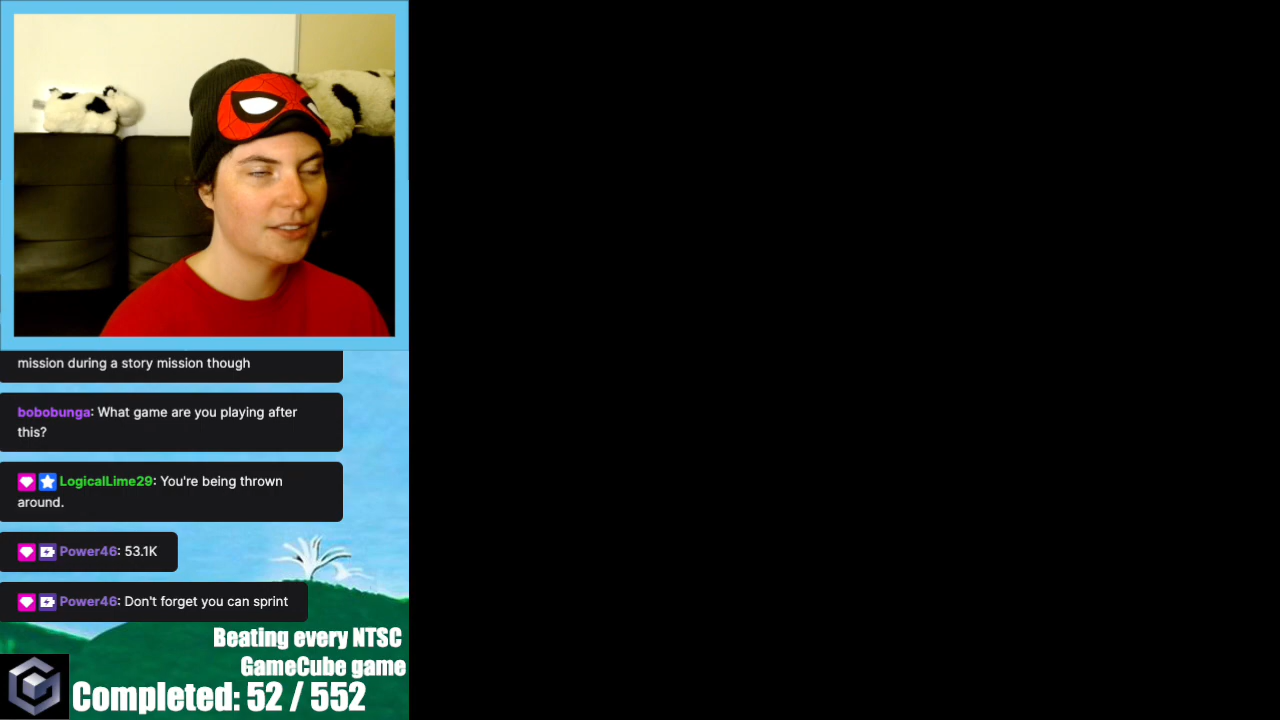 mission during a story mission though
bobobunga: What game are you playing after
this?
LogicalLime29: You're being thrown
around.
Power46: 53.1K
Power46: Don't forget you can sprint
Beating every NTSC
GameCube game
Completed: 52 / 552